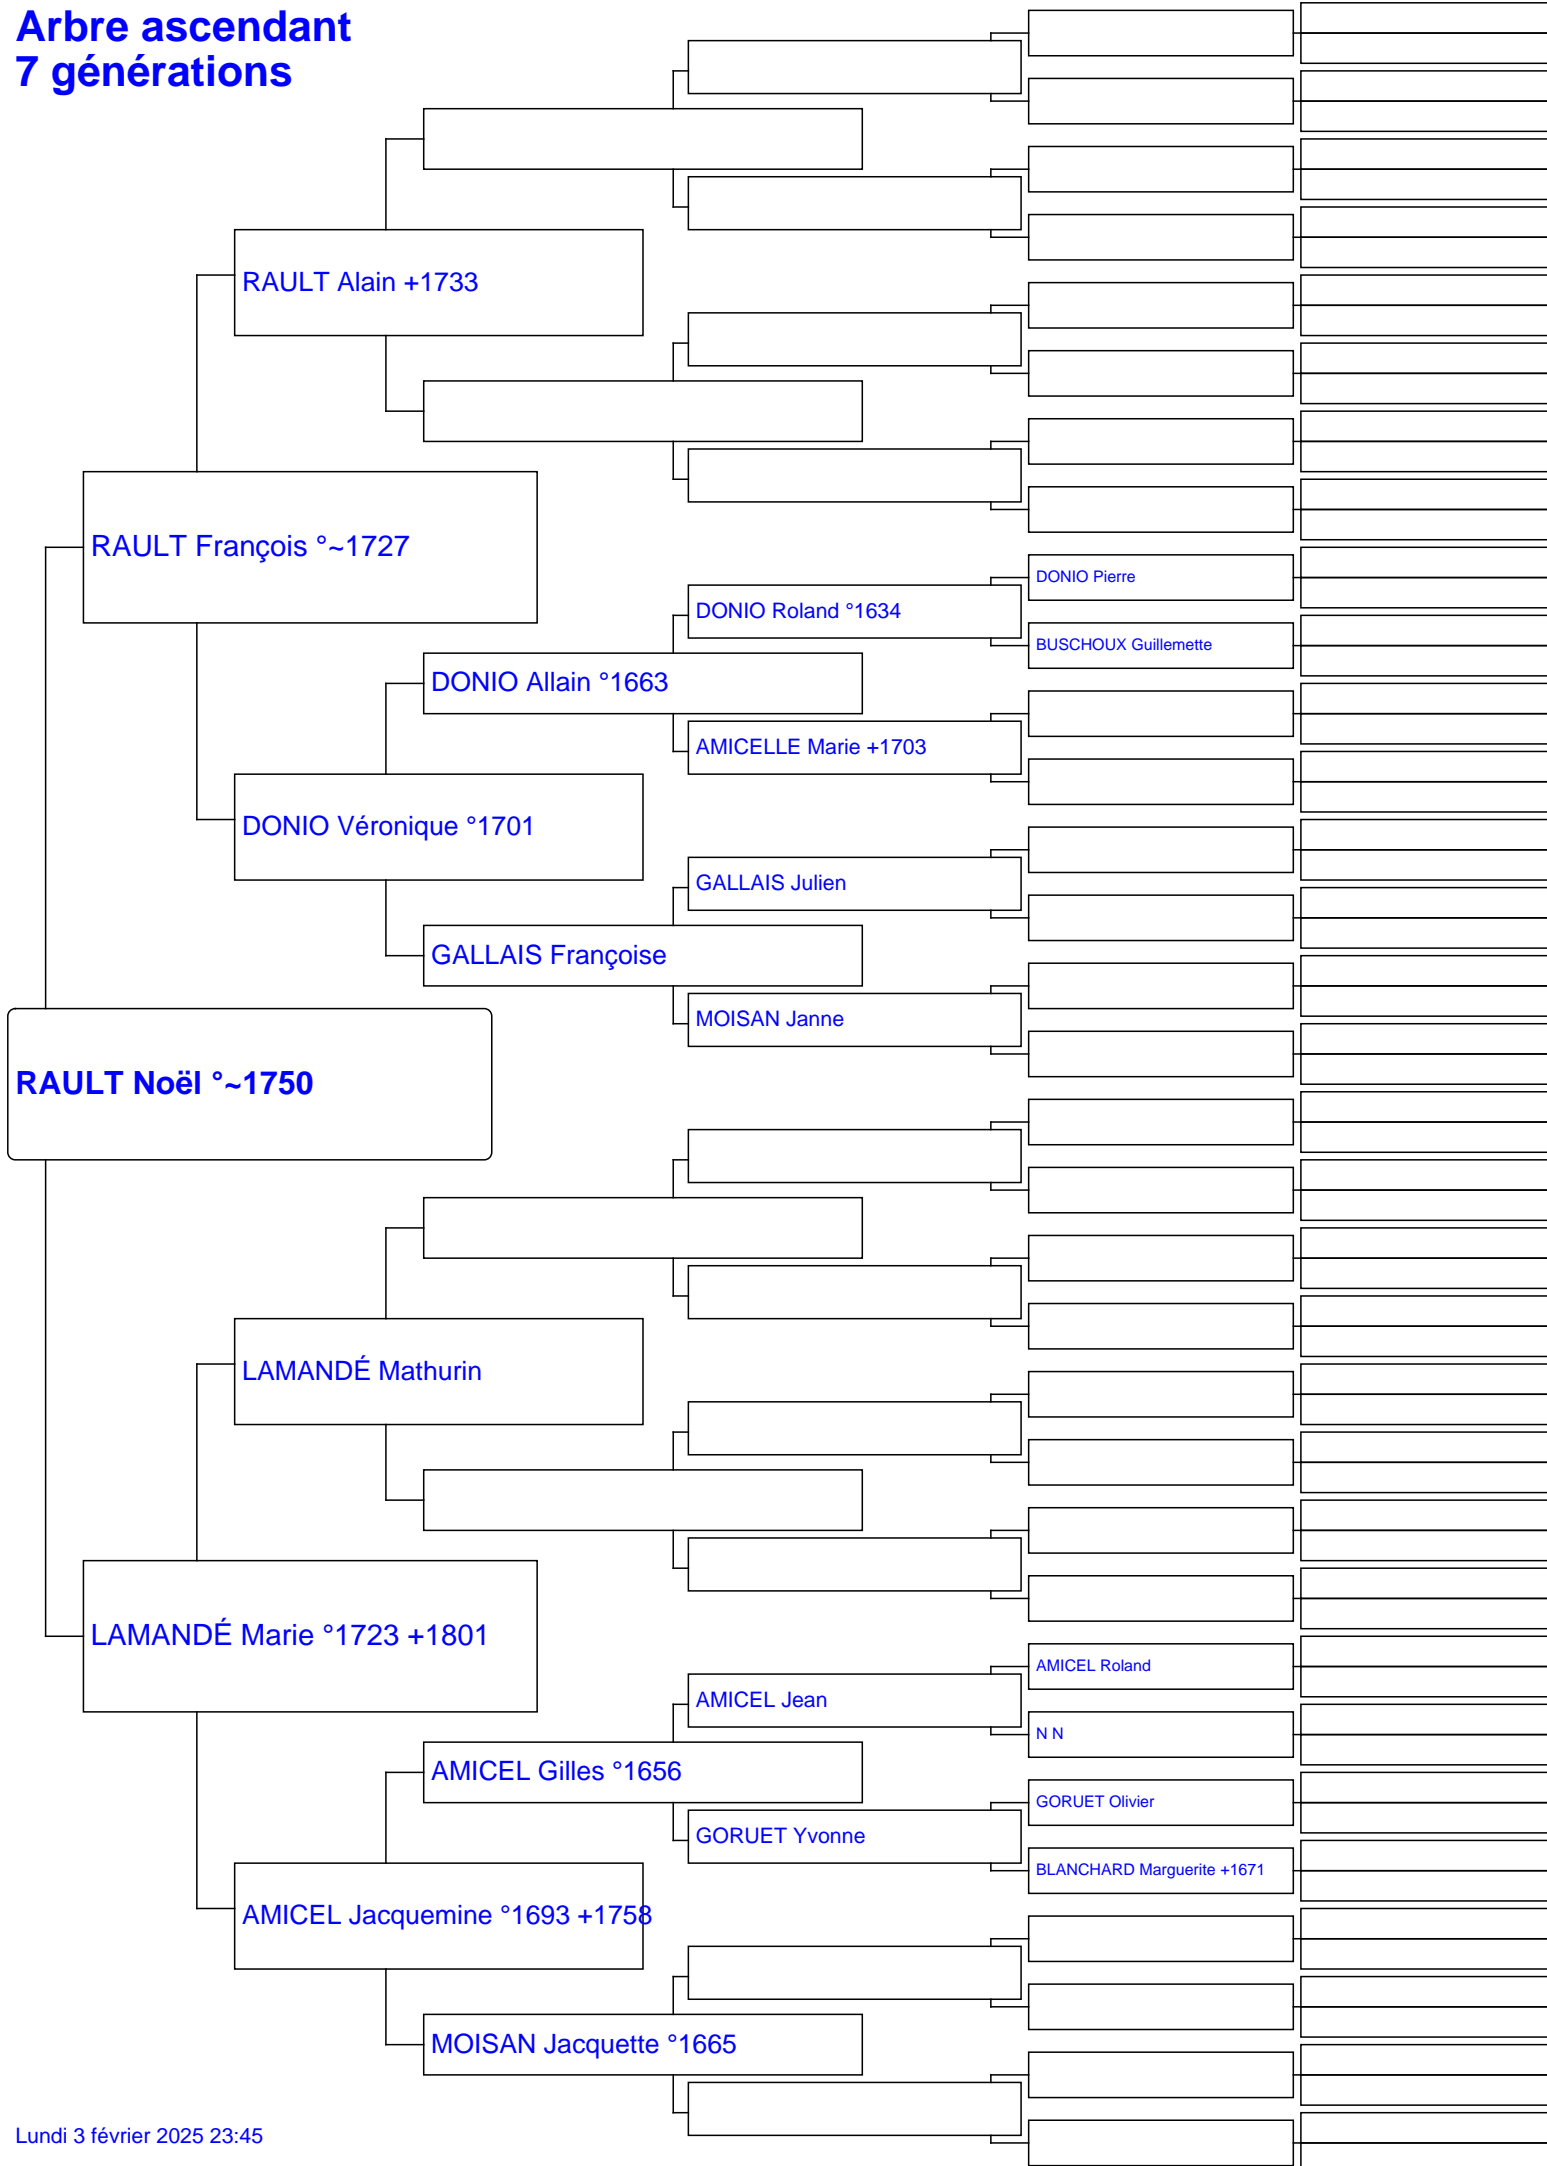 Arbre ascendant
7 générations
RAULT Alain +1733
RAULT François °~1727
DONIO Pierre
DONIO Roland °1634
BUSCHOUX Guillemette
DONIO Allain °1663
AMICELLE Marie +1703
DONIO Véronique °1701
GALLAIS Julien
GALLAIS Françoise
MOISAN Janne
RAULT Noël °~1750
LAMANDÉ Mathurin
LAMANDÉ Marie °1723 +1801
AMICEL Roland
AMICEL Jean
N N
AMICEL Gilles °1656
GORUET Olivier
GORUET Yvonne
BLANCHARD Marguerite +1671
AMICEL Jacquemine °1693 +1758
MOISAN Jacquette °1665
Lundi 3 février 2025 23:45